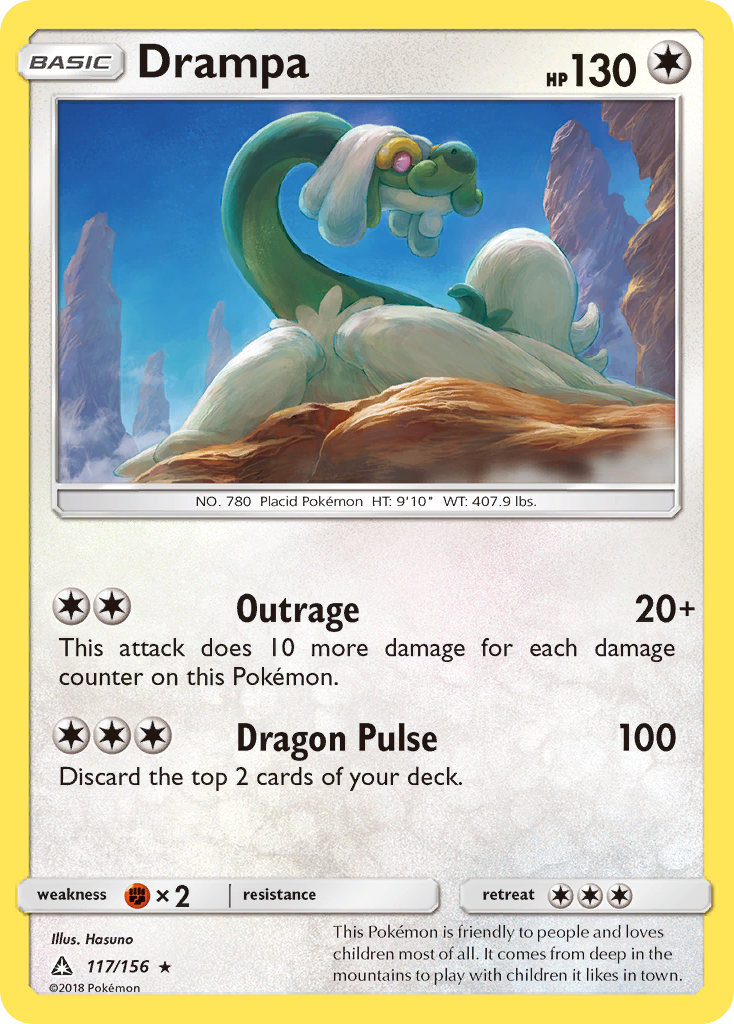 BASIC Drampa HP 130
NO. 780 Placid Pokémon HT: 9'10" WT: 407.9 lbs.
Outrage 20+
This attack does 10 more damage for each damage
counter on this Pokémon.
Dragon Pulse 100
Discard the top 2 cards of your deck.
weakness ×2 resistance retreat
Illus. Hasuno
117/156 ★
©2018 Pokémon
This Pokémon is friendly to people and loves
children most of all. It comes from deep in the
mountains to play with children it likes in town.